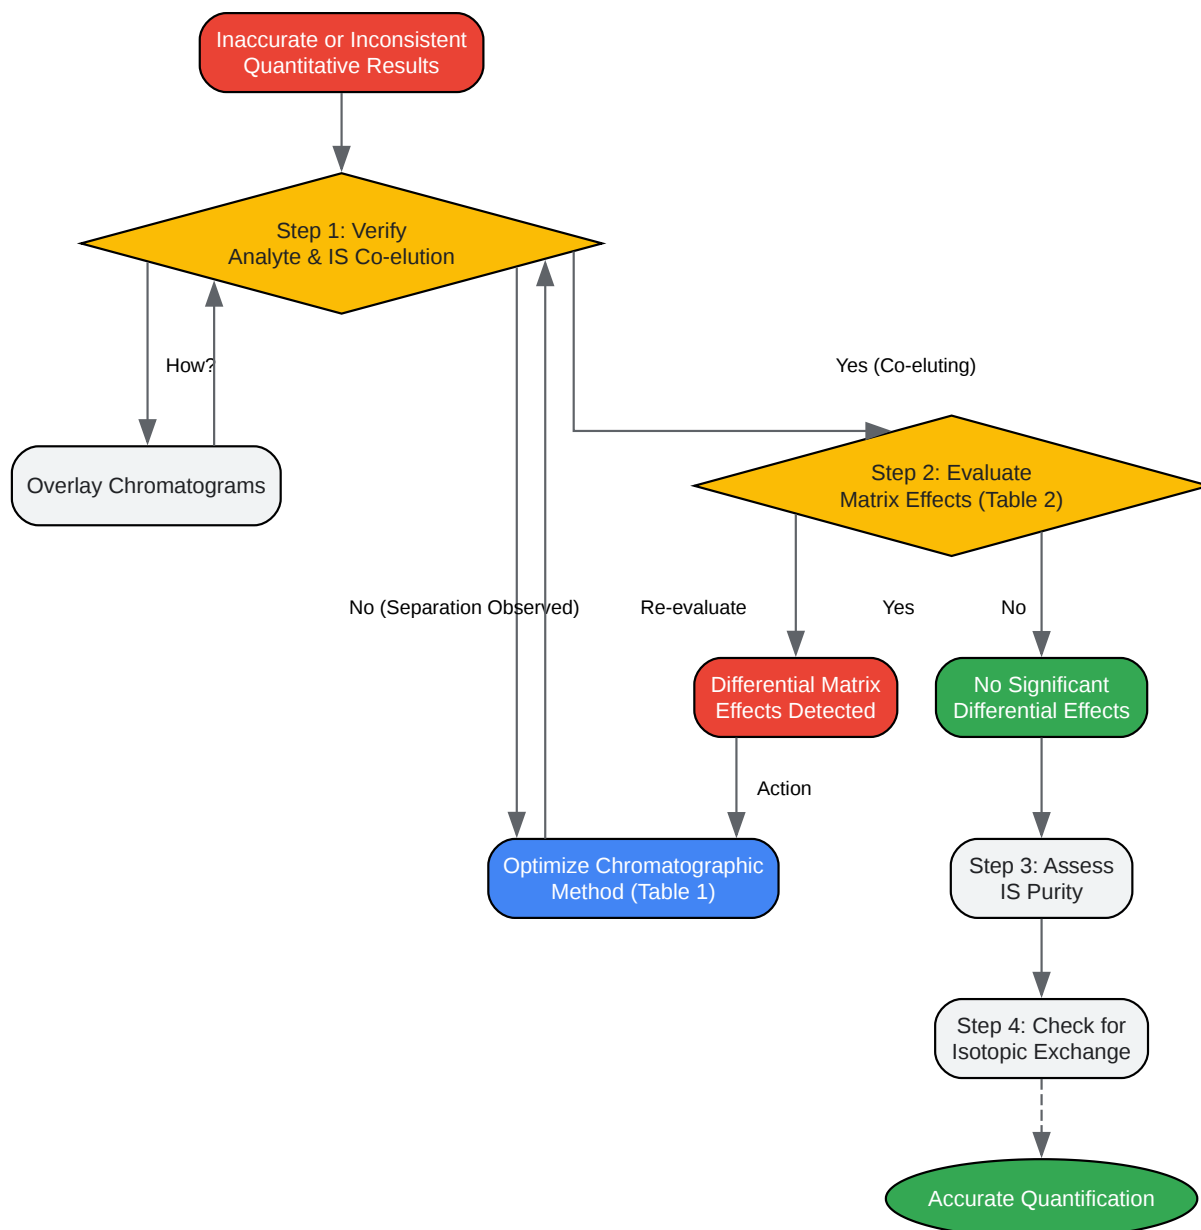 Inaccurate or Inconsistent
Quantitative Results
Step 1: Verify
Analyte & IS Co-elution
How?
Yes (Co-eluting)
Overlay Chromatograms
Step 2: Evaluate
Matrix Effects (Table 2)
No (Separation Observed)
Re-evaluate
Yes
No
Differential Matrix
Effects Detected
No Significant
Differential Effects
Action
Optimize Chromatographic
Method (Table 1)
Step 3: Assess
IS Purity
Step 4: Check for
Isotopic Exchange
Accurate Quantification